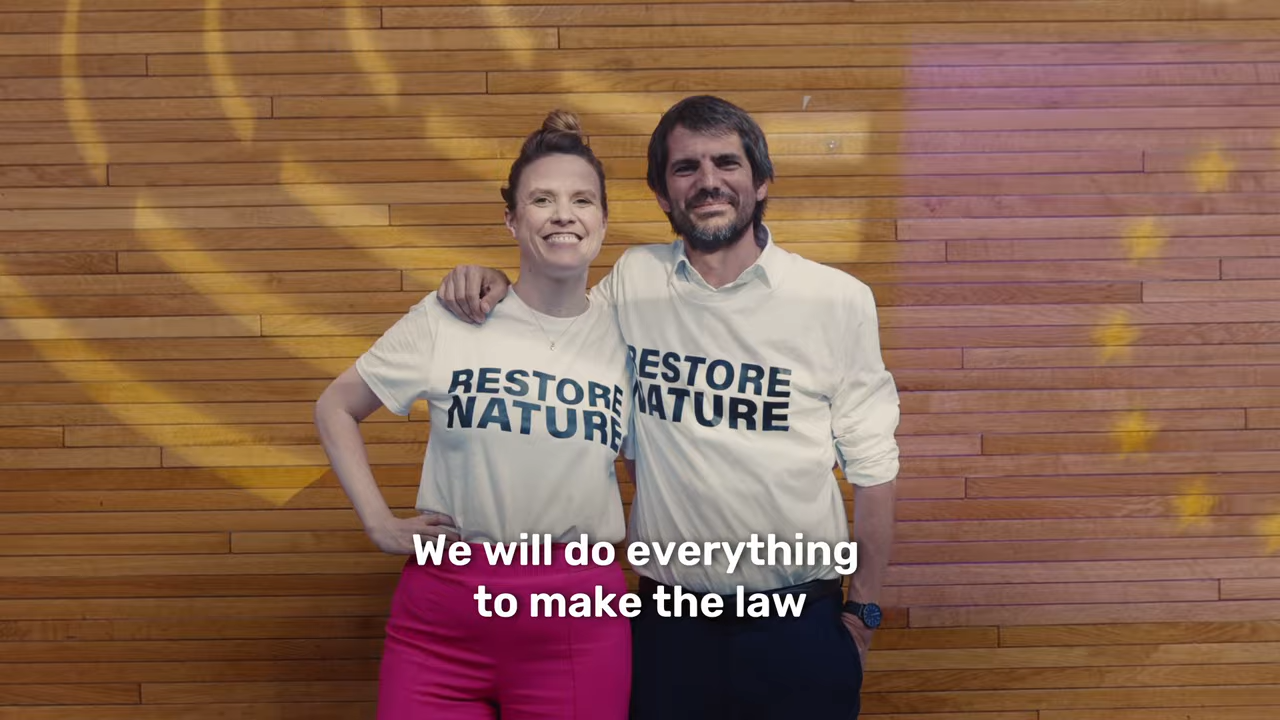 RESTORE
NATURE
RESTORE
NATURE
We will do everything
to make the law